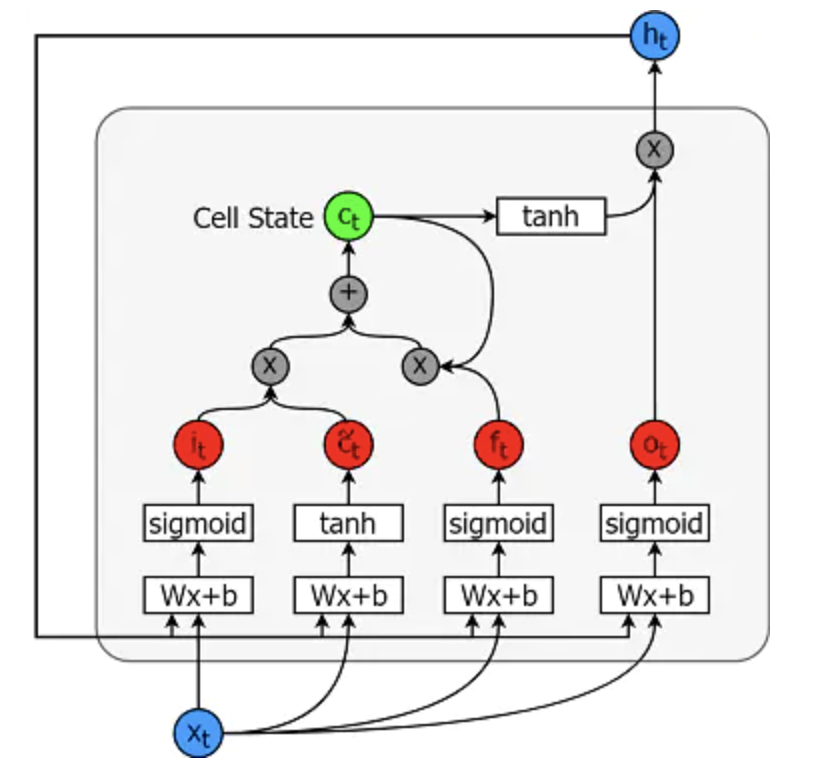 hₜ
X
Cell State cₜ tanh
+
X X
iₜ c̃ₜ fₜ oₜ
sigmoid tanh sigmoid sigmoid
Wx+b Wx+b Wx+b Wx+b
xₜ